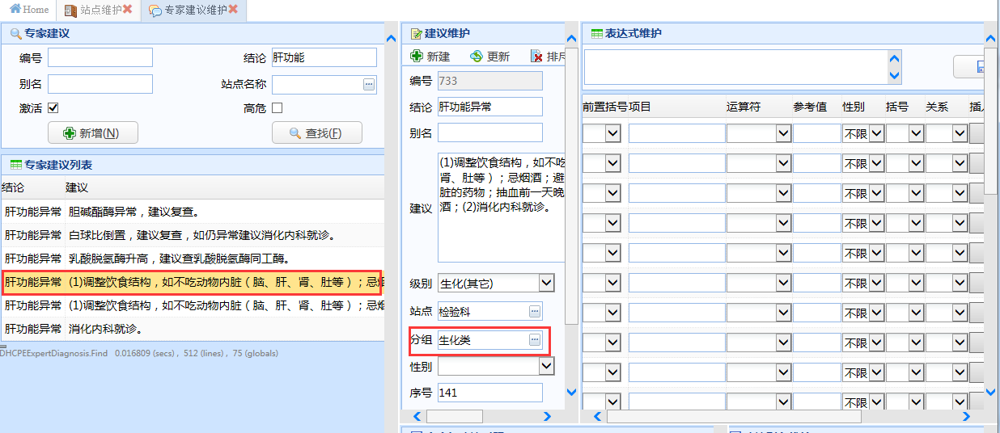 Home 站点维护 专家建议维护
专家建议
编号 结论 肝功能
别名 站点名称
激活 高危
新增(N) 查找(F)
专家建议列表
结论 建议
肝功能异常 胆碱酯酶异常，建议复查。
肝功能异常 白球比倒置，建议复查，如仍异常建议消化内科就诊。
肝功能异常 乳酸脱氢酶升高，建议查乳酸脱氢酶同工酶。
肝功能异常 (1)调整饮食结构，如不吃动物内脏（脑、肝、肾、肚等）；忌烟
肝功能异常 (1)调整饮食结构，如不吃动物内脏（脑、肝、肾、肚等）；忌烟
肝功能异常 消化内科就诊。
DHCPEExpertDiagnosis.Find 0.016809 (secs) , 512 (lines) , 75 (globals)
建议维护
新建 更新 排斥
编号 733
结论 肝功能异常
别名
建议
(1)调整饮食结构，如不吃
肾、肚等）；忌烟酒；避
脏的药物；抽血前一天晚
酒；(2)消化内科就诊。
级别 生化(其它)
站点 检验科
分组 生化类
性别
序号 141
表达式维护
前置括号 项目 运算符 参考值 性别 括号 关系 插入
不限
不限
不限
不限
不限
不限
不限
不限
不限
不限